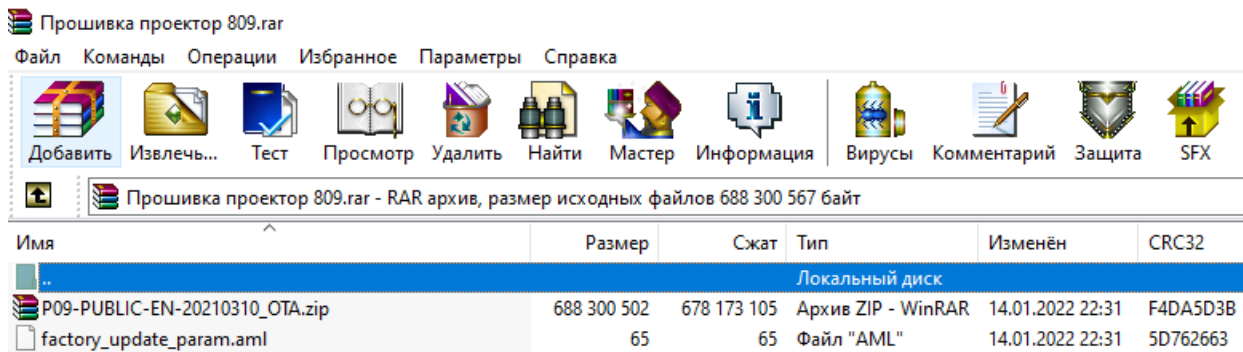 Прошивка проектор 809.rar
Файл Команды Операции Избранное Параметры Справка
Добавить Извлечь... Тест Просмотр Удалить Найти Мастер Информация Вирусы Комментарий Защита SFX
Прошивка проектор 809.rar - RAR архив, размер исходных файлов 688 300 567 байт
Имя Размер Сжат Тип Изменён CRC32
.. Локальный диск
P09-PUBLIC-EN-20210310_OTA.zip 688 300 502 678 173 105 Архив ZIP - WinRAR 14.01.2022 22:31 F4DA5D3B
factory_update_param.aml 65 65 Файл "AML" 14.01.2022 22:31 5D762663